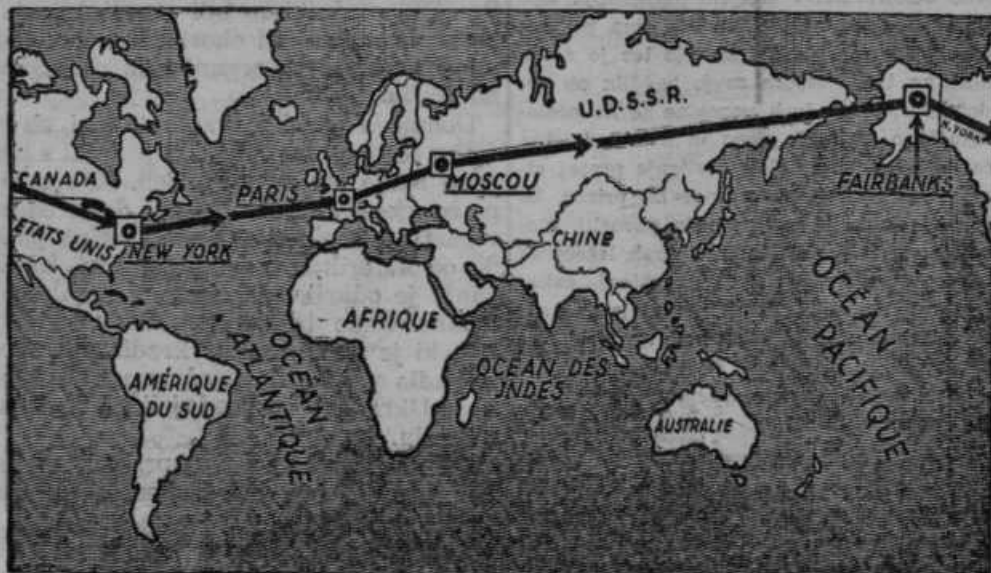 U.D.S.S.R.
N. YORK
CANADA
PARIS
MOSCOU
FAIRBANKS
ETATS UNIS
NEW YORK
CHINE
AFRIQUE
OCÉAN
ATLANTIQUE
OCÉAN DES
INDES
OCÉAN
PACIFIQUE
AMÉRIQUE
DU SUD
AUSTRALIE